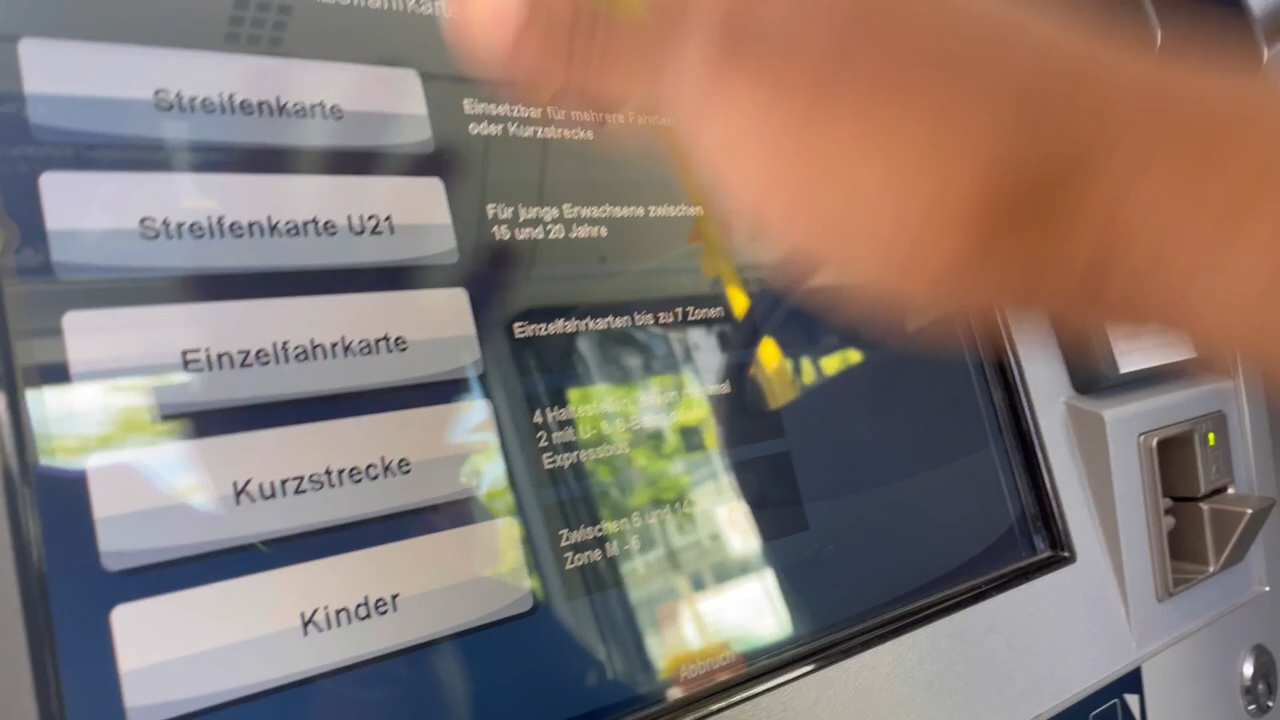 Streifenkarte
Einsetzbar für mehrere Fahrten
oder Kurzstrecke
Streifenkarte U21
Für junge Erwachsene zwischen
15 und 20 Jahre
Einzelfahrkarte
Einzelfahrkarten bis zu 7 Zonen
Kurzstrecke
4 Haltestellen, davon maximal
2 mit U- & S-Bahn
Expressbus
Kinder
Zwischen 6 und 14
Zone M - 6
Abbruch